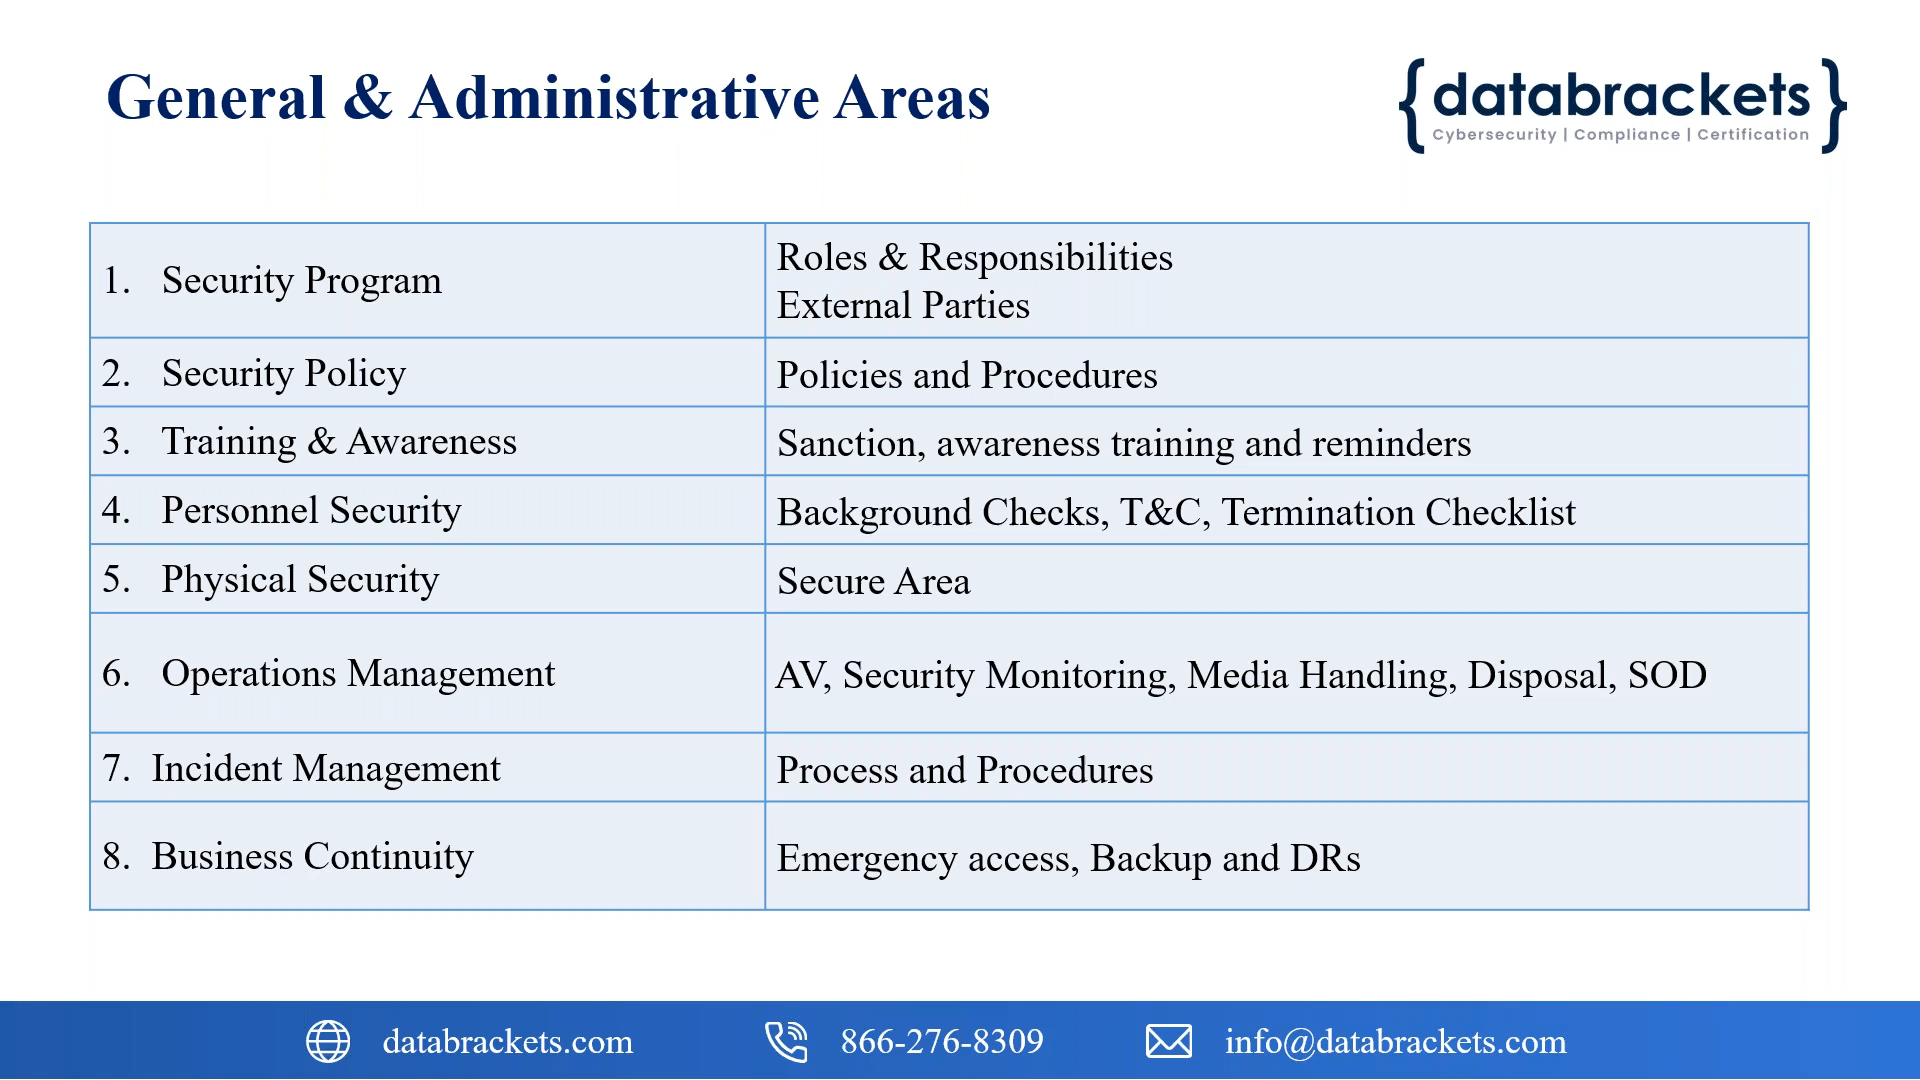 General & Administrative Areas
{databrackets}
Cybersecurity | Compliance | Certification
1. Security Program
Roles & Responsibilities
External Parties
2. Security Policy
Policies and Procedures
3. Training & Awareness
Sanction, awareness training and reminders
4. Personnel Security
Background Checks, T&C, Termination Checklist
5. Physical Security
Secure Area
6. Operations Management
AV, Security Monitoring, Media Handling, Disposal, SOD
7. Incident Management
Process and Procedures
8. Business Continuity
Emergency access, Backup and DRs
databrackets.com
866-276-8309
info@databrackets.com